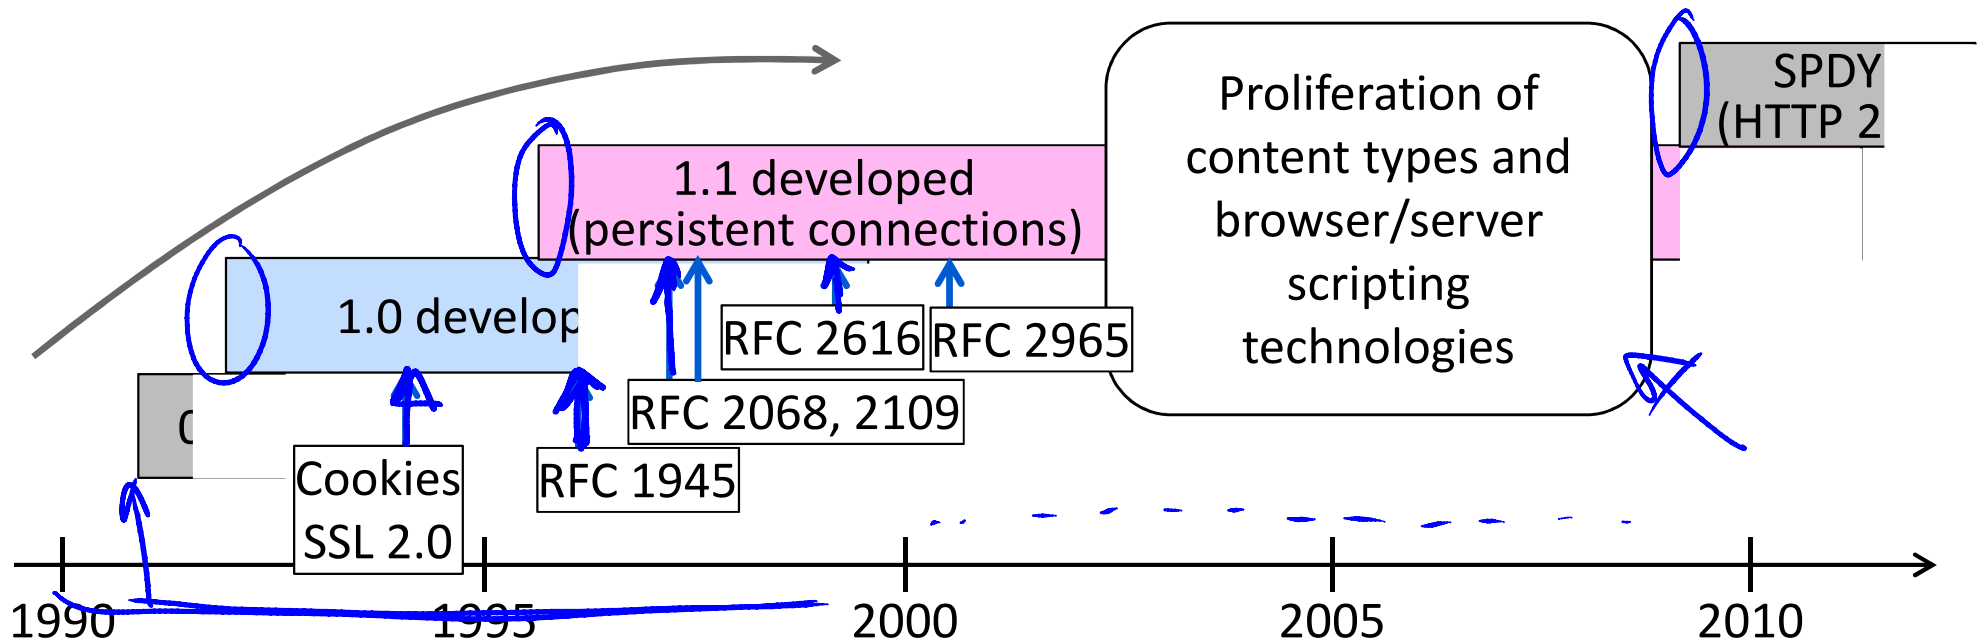 SPDY
(HTTP 2
Proliferation of
content types and
browser/server
scripting
technologies
1.1 developed
(persistent connections)
1.0 develop
RFC 2616
RFC 2965
RFC 2068, 2109
RFC 1945
Cookies
SSL 2.0
1990
1995
2000
2005
2010